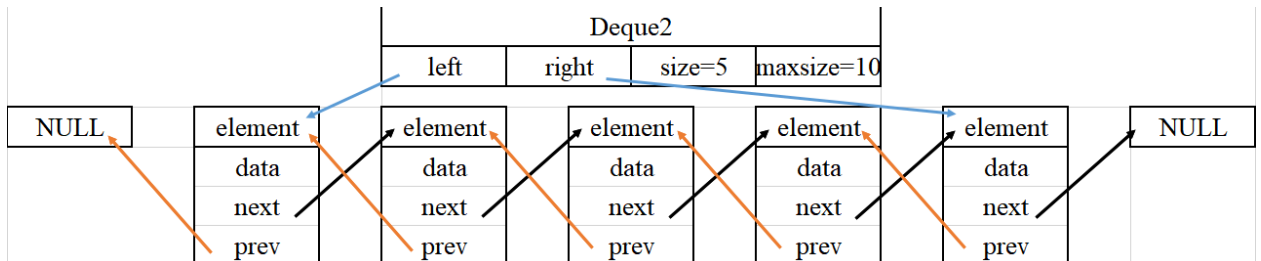 Deque2
left right size=5 maxsize=10
NULL element element element element element NULL
data data data data data
next next next next next
prev prev prev prev prev